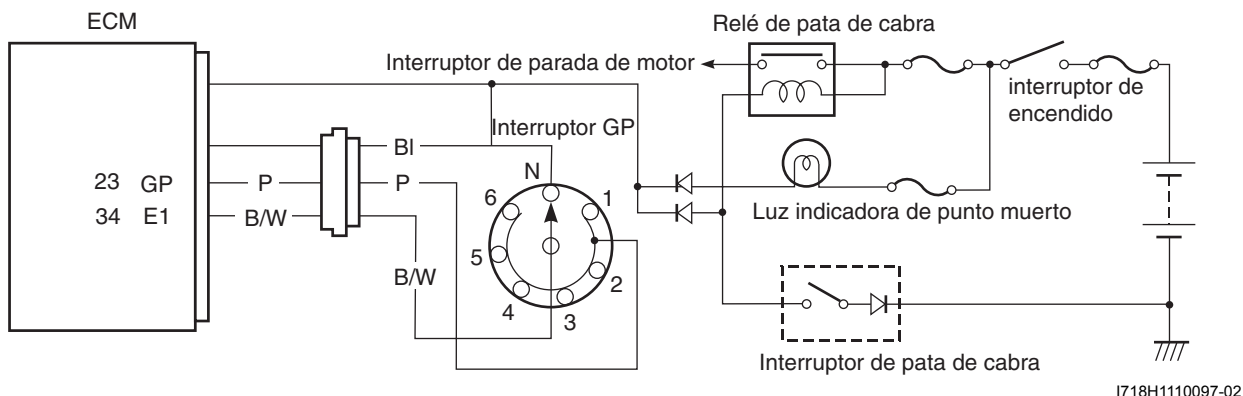 ECM
Relé de pata de cabra
Interruptor de parada de motor
interruptor de
encendido
Interruptor GP
BI
N
23 GP
P
P
6
1
34 E1
B/W
Luz indicadora de punto muerto
5
2
B/W
4
3
Interruptor de pata de cabra
I718H1110097-02